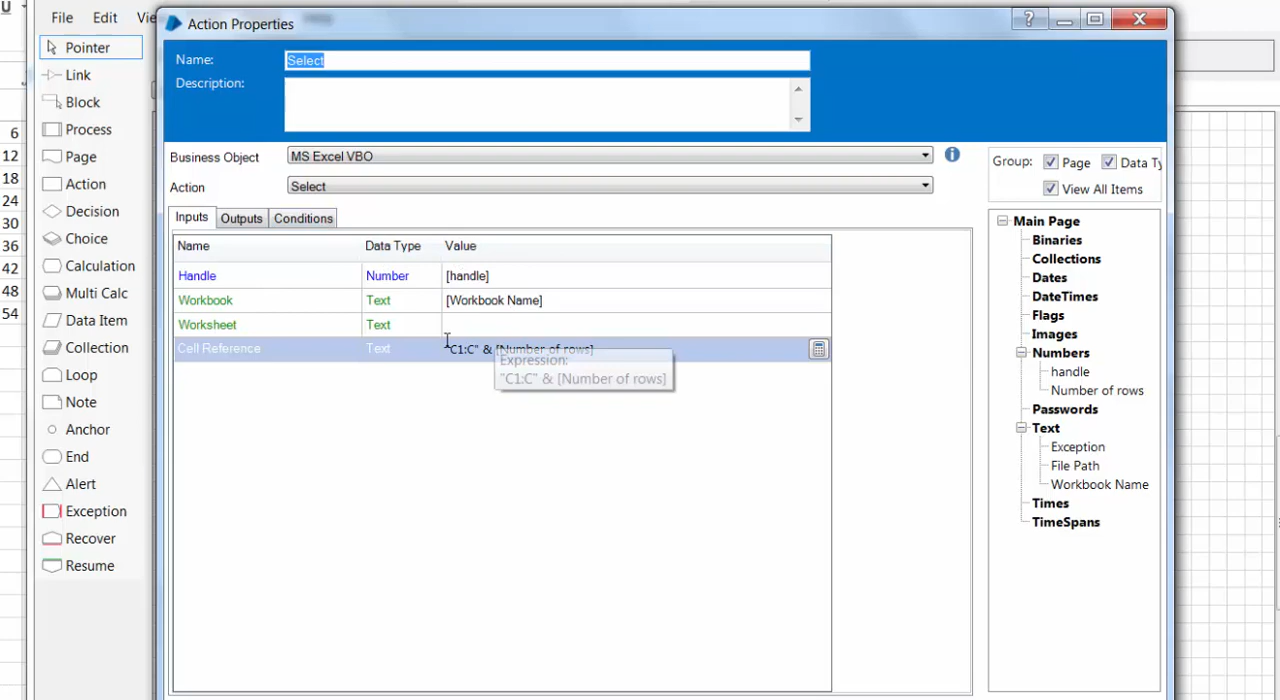 U
File Edit Vie
Action Properties
?
Pointer
Link
Block
Process
Page
Action
Decision
Choice
Calculation
Multi Calc
Data Item
Collection
Loop
Note
Anchor
End
Alert
Exception
Recover
Resume
6
12
18
24
30
36
42
48
54
Name: Select
Description:
Business Object MS Excel VBO
Action Select
Inputs Outputs Conditions
Name Data Type Value
Handle Number [handle]
Workbook Text [Workbook Name]
Worksheet Text
Cell Reference Text "C1:C" & [Number of rows]
Expression:
"C1:C" & [Number of rows]
Group: Page Data Ty
View All Items
Main Page
Binaries
Collections
Dates
DateTimes
Flags
Images
Numbers
handle
Number of rows
Passwords
Text
Exception
File Path
Workbook Name
Times
TimeSpans